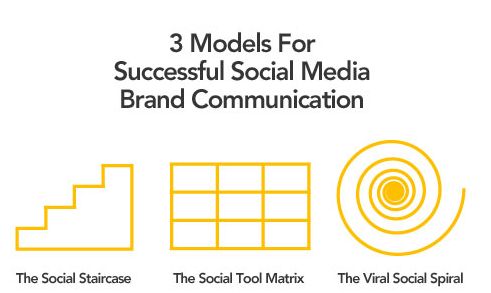 3 Models For
Successful Social Media
Brand Communication
The Social Staircase
The Social Tool Matrix
The Viral Social Spiral